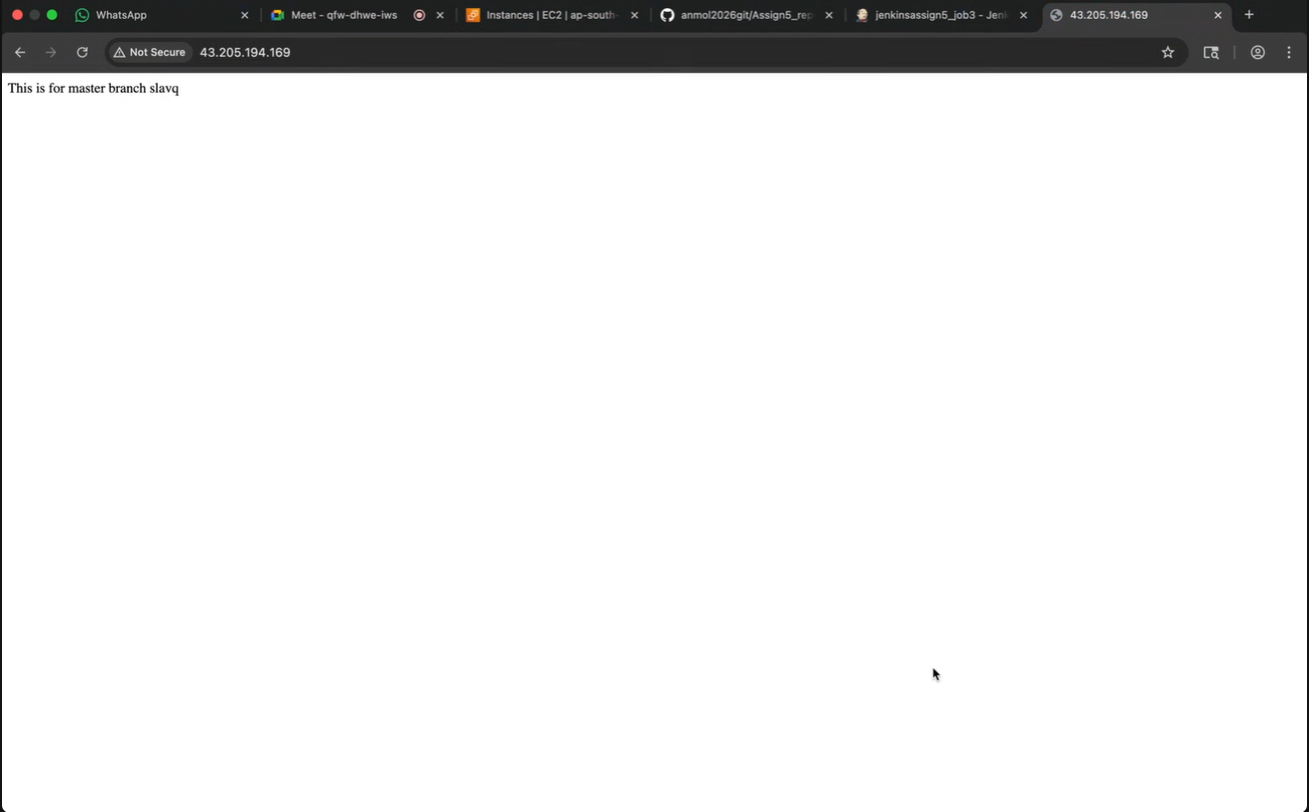 WhatsApp
Meet - qfw-dhwe-iws
Instances | EC2 | ap-south-
anmol2026git/Assign5_rep
jenkinsassign5_job3 - Jen
43.205.194.169
Not Secure
43.205.194.169
This is for master branch slavq